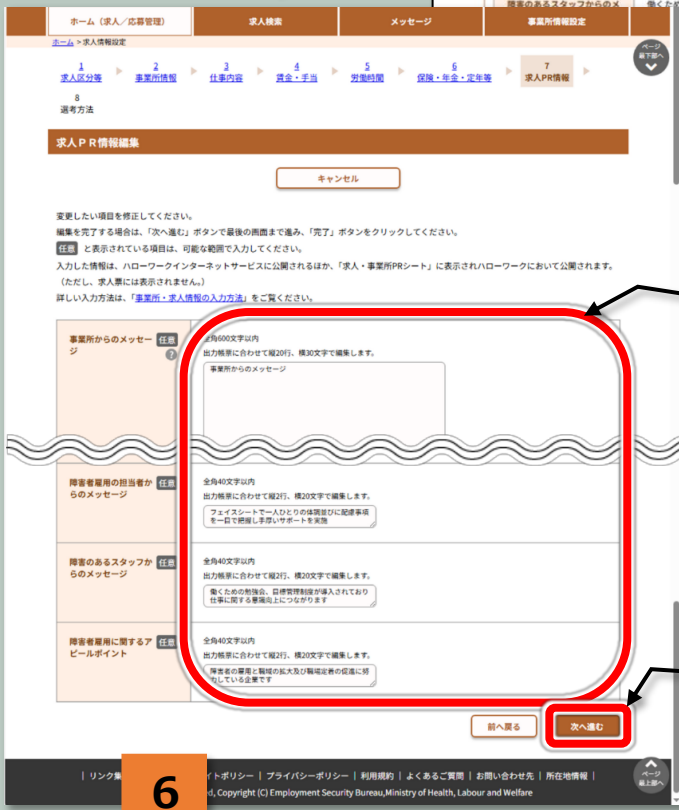 障害のあるスタッフからのメ
ホーム（求人／応募管理）
求人検索
メッセージ
事業所情報設定
ホーム > 求人情報設定
ページ
最下部へ
1
求人区分等
2
事業所情報
3
仕事内容
4
賃金・手当
5
労働時間
6
保険・年金・定年等
7
求人PR情報
8
選考方法
求人ＰＲ情報編集
キャンセル
変更したい項目を修正してください。
編集を完了する場合は、「次へ進む」ボタンで最後の画面まで進み、「完了」ボタンをクリックしてください。
任意 と表示されている項目は、可能な範囲で入力してください。
入力した情報は、ハローワークインターネットサービスに公開されるほか、「求人・事業所PRシート」に表示されハローワークにおいて公開されます。
（ただし、求人票には表示されません。）
詳しい入力方法は、「事業所・求人情報の入力方法」をご覧ください。
事業所からのメッセー 任意
ジ ?
全角600文字以内
出力帳票に合わせて縦20行、横30文字で編集します。
事業所からのメッセージ
障害者雇用の担当者か 任意
らのメッセージ
全角40文字以内
出力帳票に合わせて縦2行、横20文字で編集します。
フェイスシートで一人ひとりの体調並びに配慮事項
を一目で把握し手厚いサポートを実施
障害のあるスタッフか 任意
らのメッセージ
全角40文字以内
出力帳票に合わせて縦2行、横20文字で編集します。
働くための勉強会、目標管理制度が導入されており
仕事に関する意識向上につながります
障害者雇用に関するア 任意
ピールポイント
全角40文字以内
出力帳票に合わせて縦2行、横20文字で編集します。
障害者の雇用と職域の拡大及び職場定着の促進に努
力している企業です
前へ戻る
次へ進む
| リンク集
イトポリシー | プライバシーポリシー | 利用規約 | よくあるご質問 | お問い合わせ先 | 所在地情報 |
ed, Copyright (C) Employment Security Bureau,Ministry of Health, Labour and Welfare
ページ
最上部へ
6